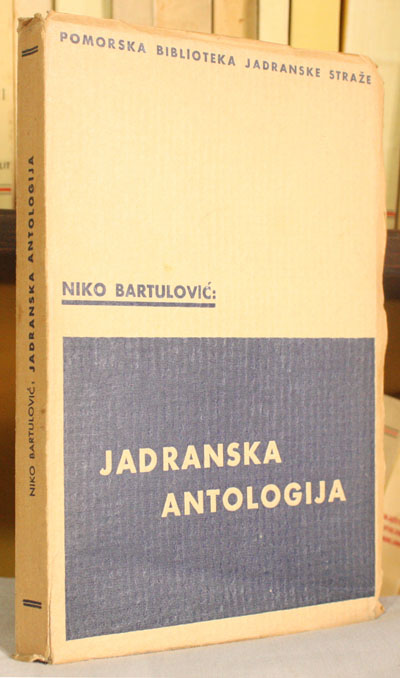 POMORSKA BIBLIOTEKA JADRANSKE STRAŽE
NIKO BARTULOVIĆ:
JADRANSKA
ANTOLOGIJA
NIKO BARTULOVIĆ: JADRANSKA ANTOLOGIJA